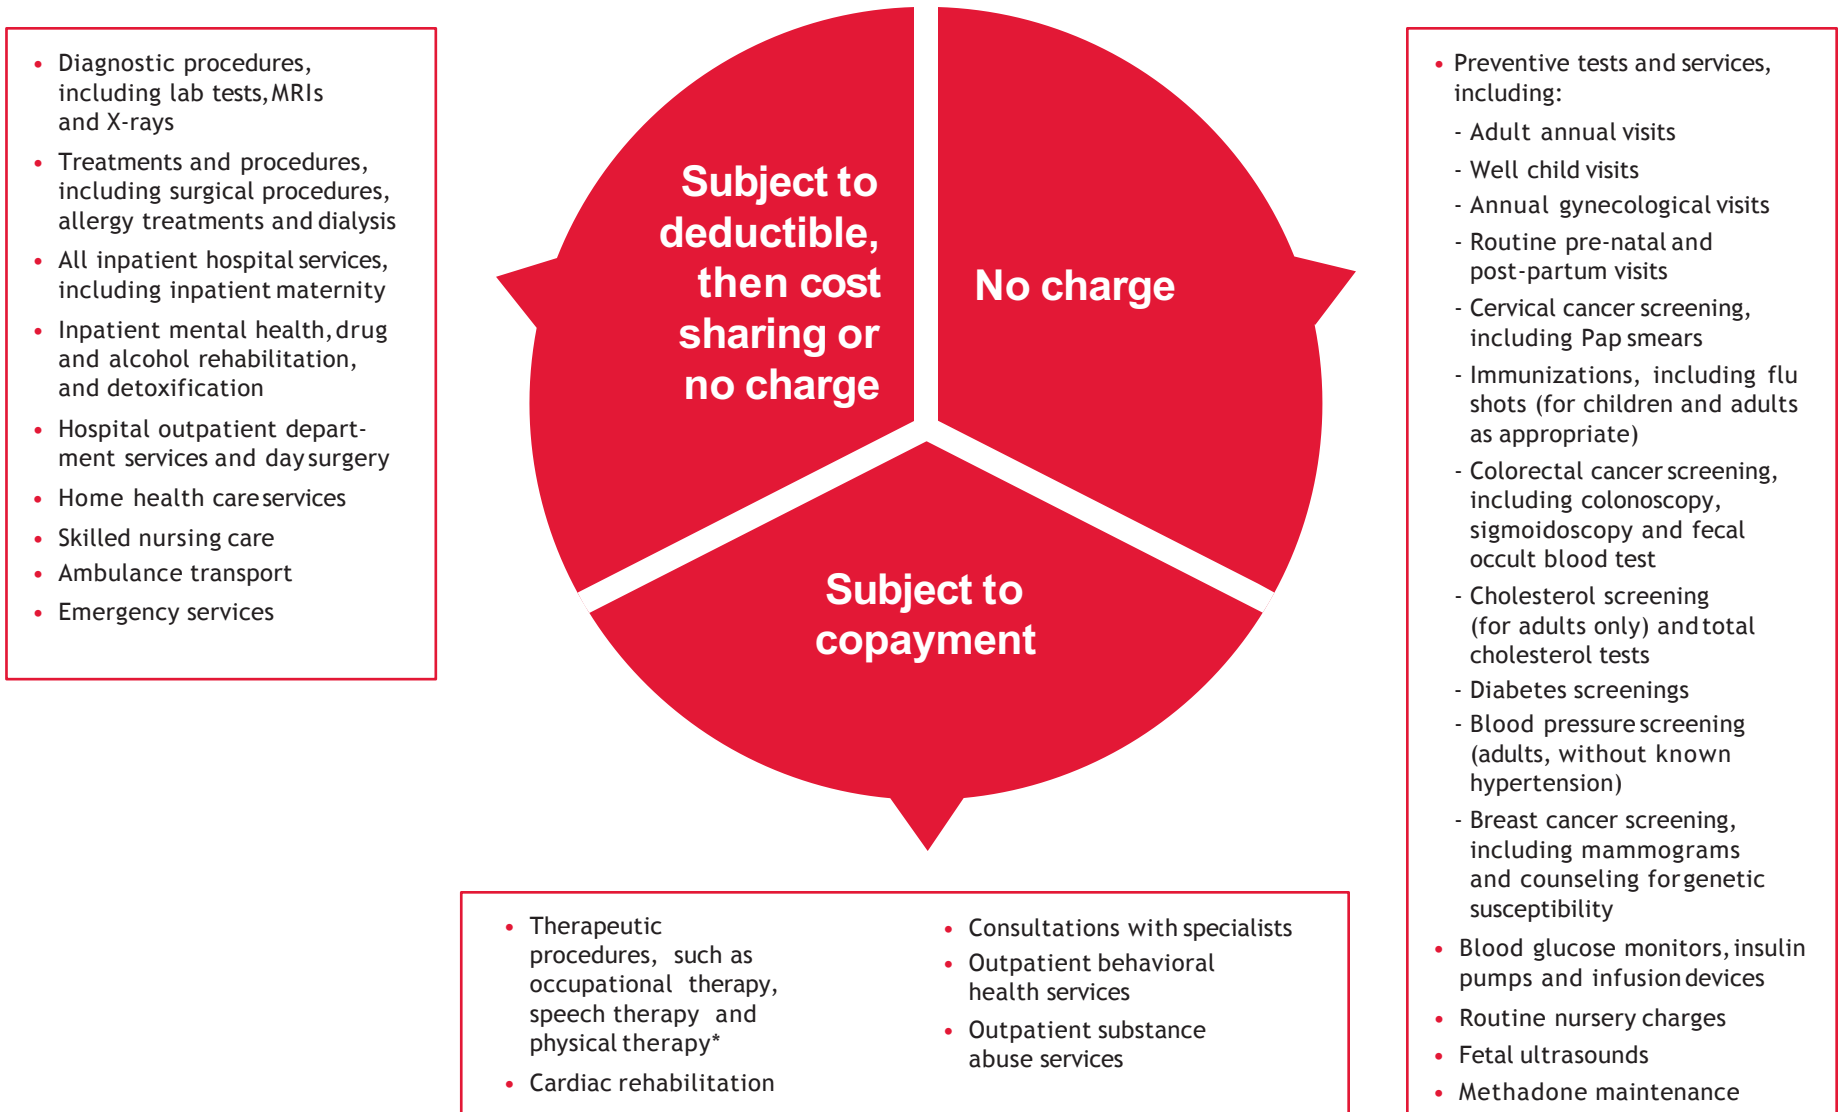 • Diagnostic procedures,
including lab tests, MRIs
and X-rays
• Treatments and procedures,
including surgical procedures,
allergy treatments and dialysis
• All inpatient hospital services,
including inpatient maternity
• Inpatient mental health, drug
and alcohol rehabilitation,
and detoxification
• Hospital outpatient depart-
ment services and day surgery
• Home health care services
• Skilled nursing care
• Ambulance transport
• Emergency services
Subject to
deductible,
then cost
sharing or
no charge
No charge
Subject to
copayment
• Preventive tests and services,
including:
- Adult annual visits
- Well child visits
- Annual gynecological visits
- Routine pre-natal and
post-partum visits
- Cervical cancer screening,
including Pap smears
- Immunizations, including flu
shots (for children and adults
as appropriate)
- Colorectal cancer screening,
including colonoscopy,
sigmoidoscopy and fecal
occult blood test
- Cholesterol screening
(for adults only) and total
cholesterol tests
- Diabetes screenings
- Blood pressure screening
(adults, without known
hypertension)
- Breast cancer screening,
including mammograms
and counseling for genetic
susceptibility
• Blood glucose monitors, insulin
pumps and infusion devices
• Routine nursery charges
• Fetal ultrasounds
• Methadone maintenance
• Therapeutic
procedures, such as
occupational therapy,
speech therapy and
physical therapy*
• Cardiac rehabilitation
• Consultations with specialists
• Outpatient behavioral
health services
• Outpatient substance
abuse services